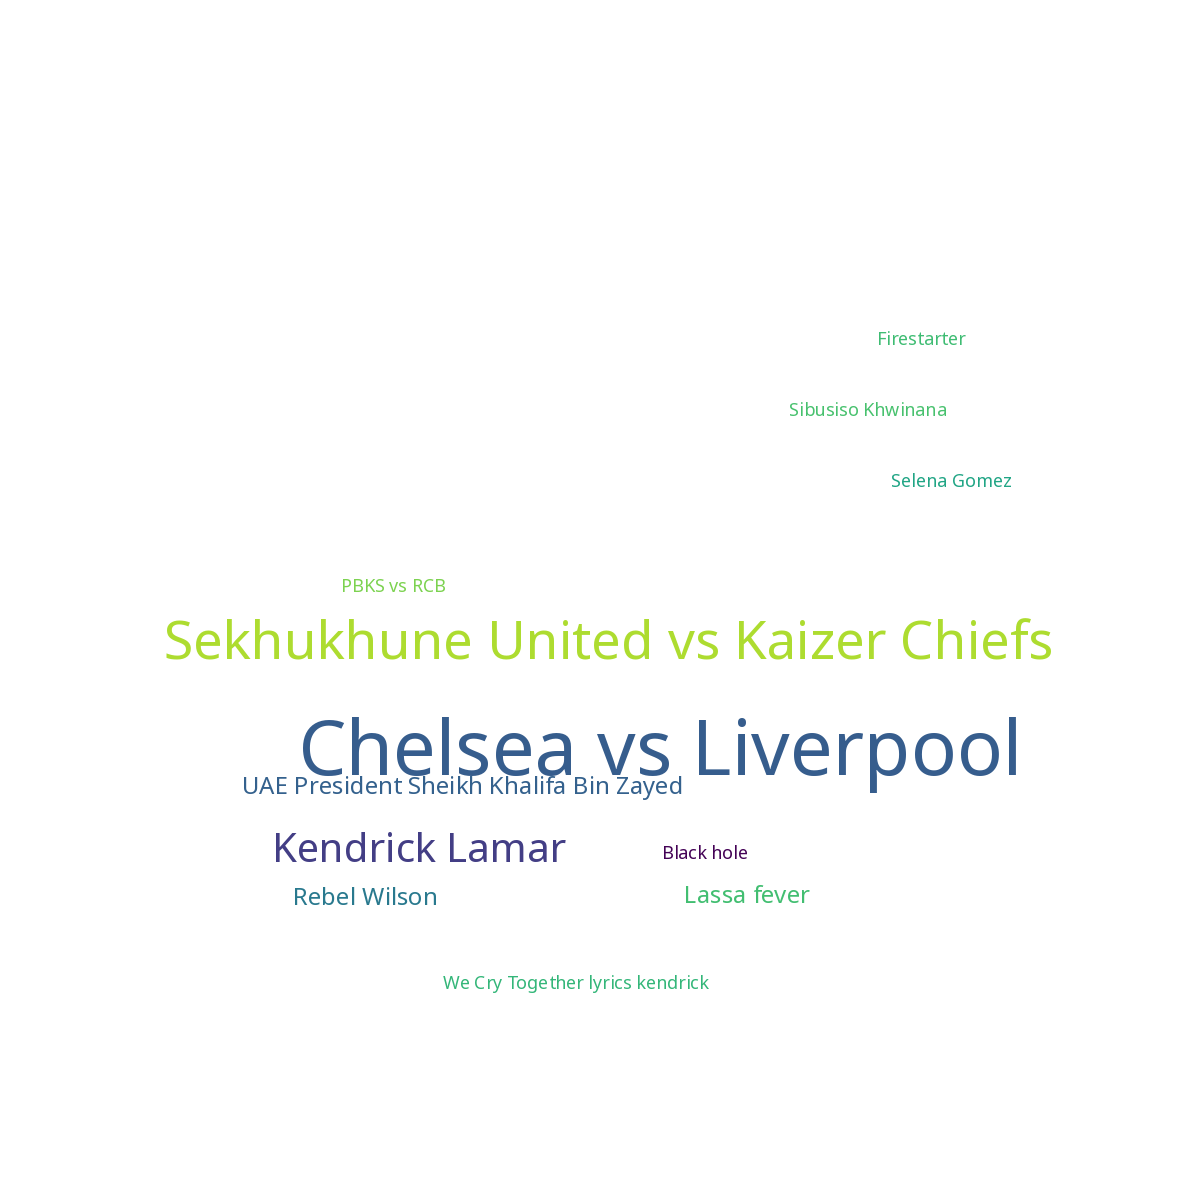 Firestarter
Sibusiso Khwinana
Selena Gomez
PBKS vs RCB
Sekhukhune United vs Kaizer Chiefs
Chelsea vs Liverpool
UAE President Sheikh Khalifa Bin Zayed
Kendrick Lamar
Black hole
Rebel Wilson
Lassa fever
We Cry Together lyrics kendrick